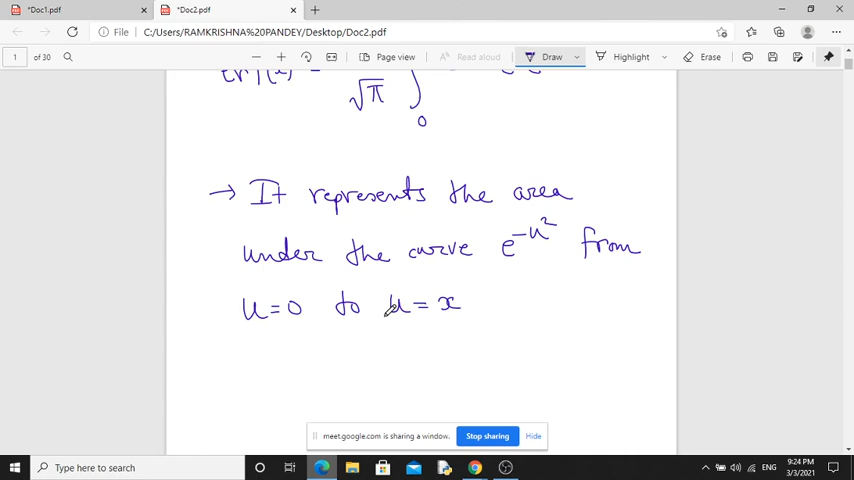 *Doc1.pdf
*Doc2.pdf
File C:/Users/RAMKRISHNA%20PANDEY/Desktop/Doc2.pdf
1 of 30 Page view Read aloud Draw Highlight Erase
√π
0
→ It represents the area
under the curve e^-u² from
u=0 to u=x
meet.google.com is sharing a window. Stop sharing Hide
Type here to search
ENG
9:24 PM
3/3/2021